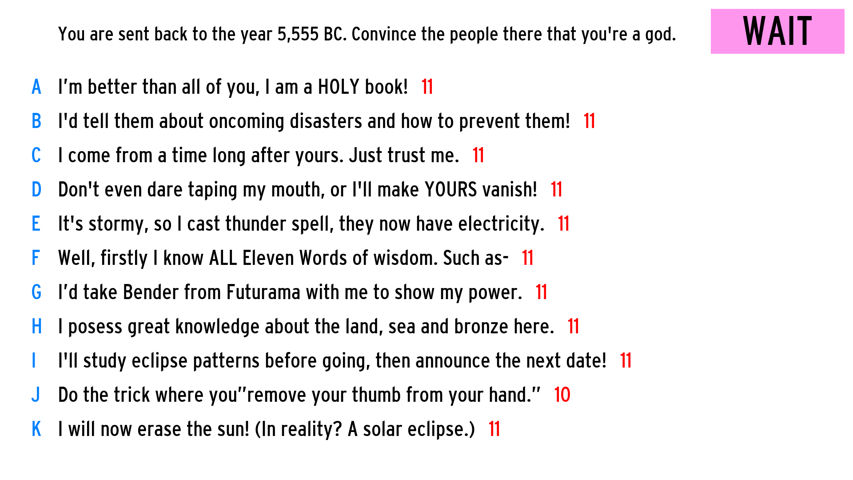 You are sent back to the year 5,555 BC. Convince the people there that you're a god.
WAIT
A I’m better than all of you, I am a HOLY book! 11
B I'd tell them about oncoming disasters and how to prevent them! 11
C I come from a time long after yours. Just trust me. 11
D Don't even dare taping my mouth, or I'll make YOURS vanish! 11
E It's stormy, so I cast thunder spell, they now have electricity. 11
F Well, firstly I know ALL Eleven Words of wisdom. Such as- 11
G I’d take Bender from Futurama with me to show my power. 11
H I posess great knowledge about the land, sea and bronze here. 11
I I'll study eclipse patterns before going, then announce the next date! 11
J Do the trick where you”remove your thumb from your hand.” 10
K I will now erase the sun! (In reality? A solar eclipse.) 11